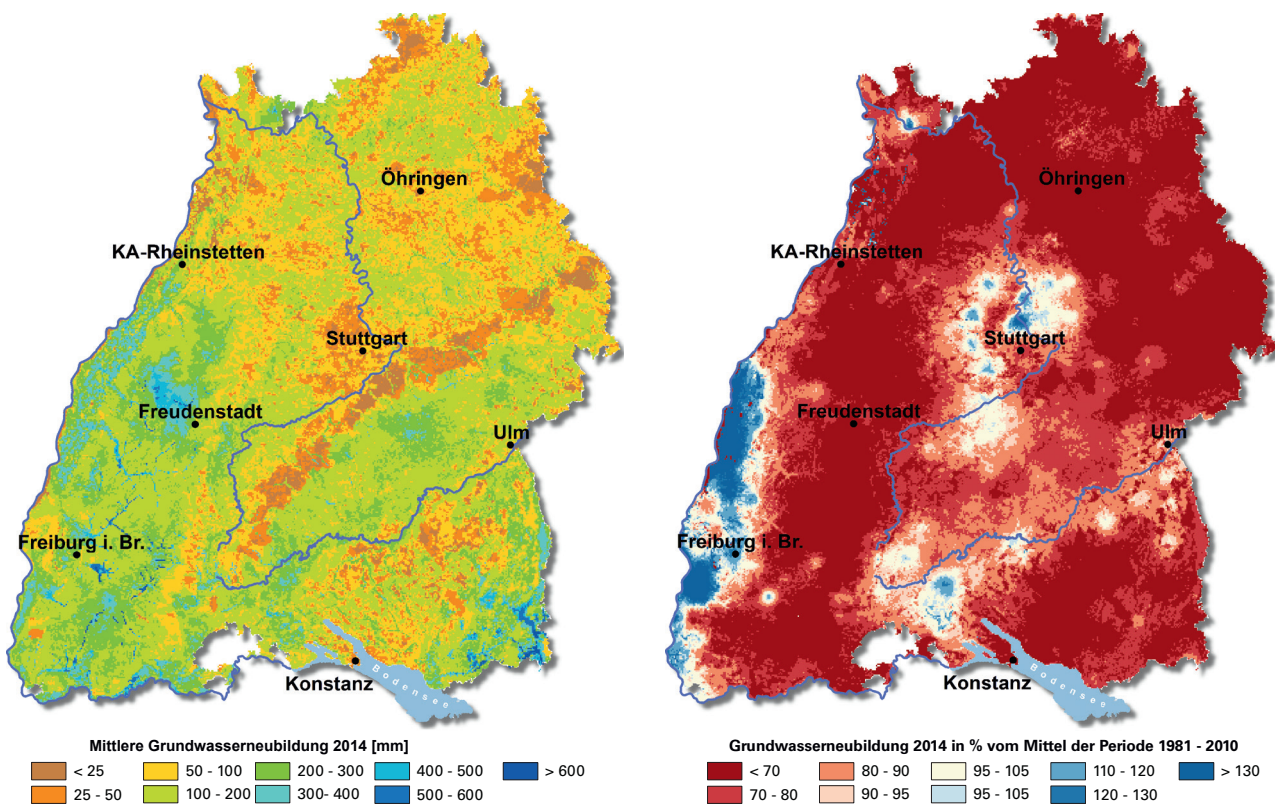 Öhringen
KA-Rheinstetten
Stuttgart
Freudenstadt
Ulm
Freiburg i. Br.
Konstanz
Bodensee
Mittlere Grundwasserneubildung 2014 [mm]
< 25 50 - 100 200 - 300 400 - 500 > 600
25 - 50 100 - 200 300- 400 500 - 600
Öhringen
KA-Rheinstetten
Stuttgart
Freudenstadt
Ulm
Freiburg i. Br.
Konstanz
Bodensee
Grundwasserneubildung 2014 in % vom Mittel der Periode 1981 - 2010
< 70 80 - 90 95 - 105 110 - 120 > 130
70 - 80 90 - 95 95 - 105 120 - 130